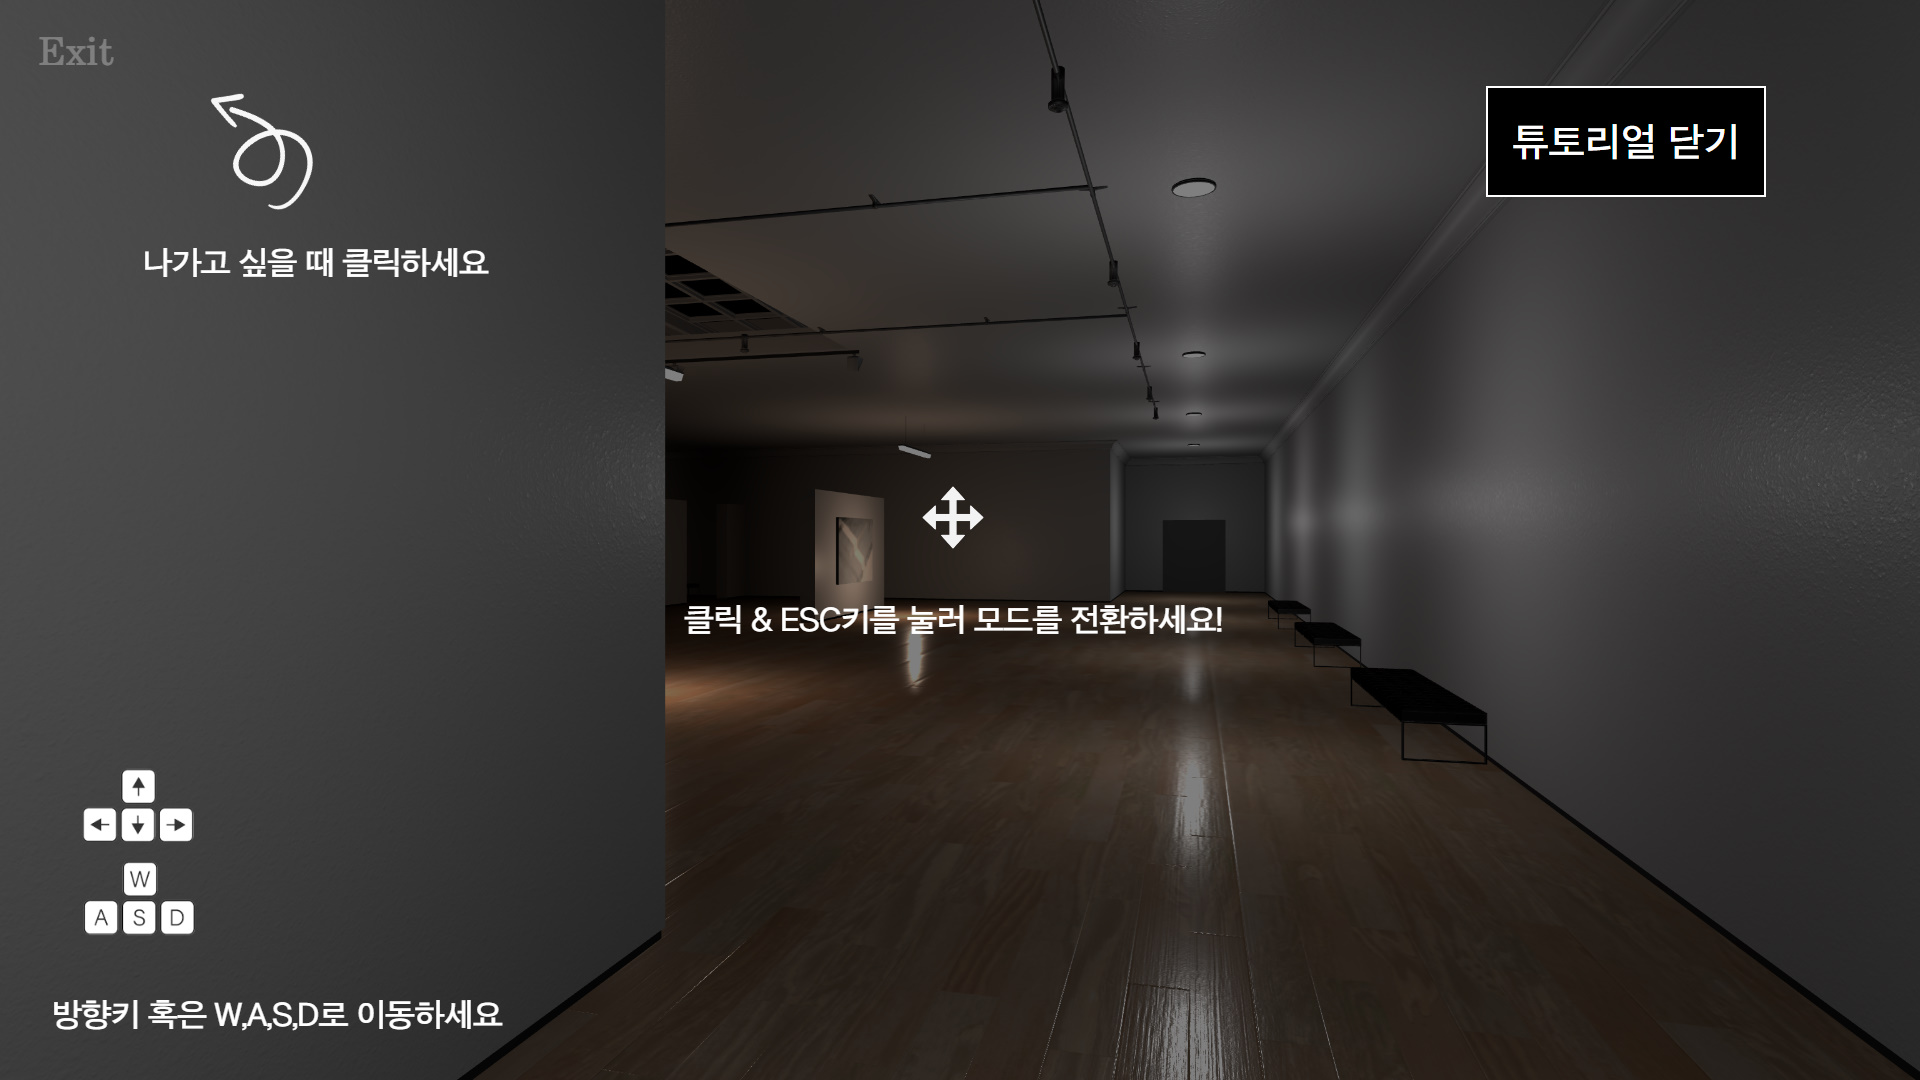 Exit
튜토리얼 닫기
나가고 싶을 때 클릭하세요
클릭 & ESC키를 눌러 모드를 전환하세요!
W
A S D
방향키 혹은 W,A,S,D로 이동하세요